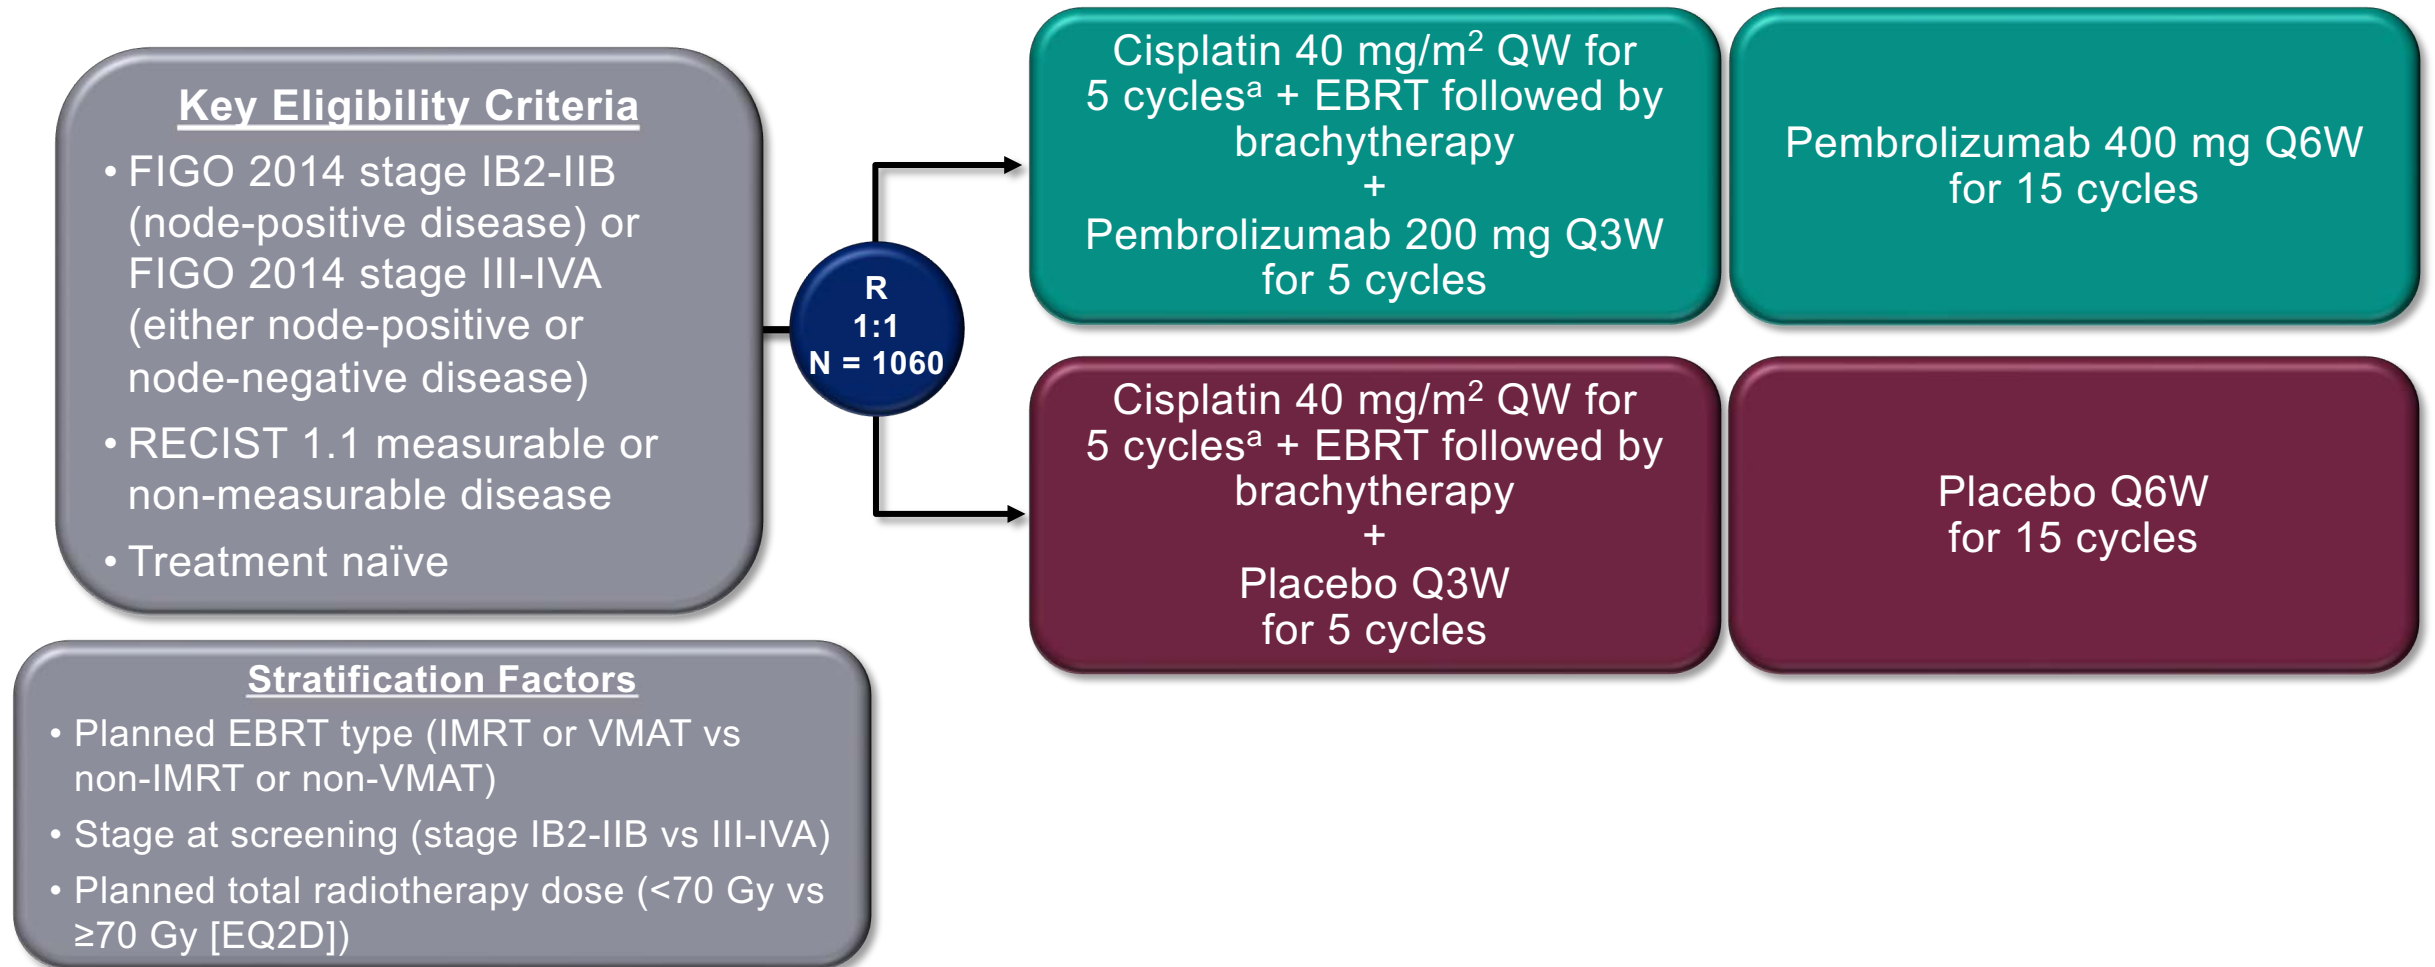 Key Eligibility Criteria
• FIGO 2014 stage IB2-IIB
(node-positive disease) or
FIGO 2014 stage III-IVA
(either node-positive or
node-negative disease)
• RECIST 1.1 measurable or
non-measurable disease
• Treatment naïve
Stratification Factors
• Planned EBRT type (IMRT or VMAT vs
non-IMRT or non-VMAT)
• Stage at screening (stage IB2-IIB vs III-IVA)
• Planned total radiotherapy dose (<70 Gy vs
≥70 Gy [EQ2D])
R
1:1
N = 1060
Cisplatin 40 mg/m² QW for
5 cyclesᵃ + EBRT followed by
brachytherapy
+
Pembrolizumab 200 mg Q3W
for 5 cycles
Pembrolizumab 400 mg Q6W
for 15 cycles
Cisplatin 40 mg/m² QW for
5 cyclesᵃ + EBRT followed by
brachytherapy
+
Placebo Q3W
for 5 cycles
Placebo Q6W
for 15 cycles